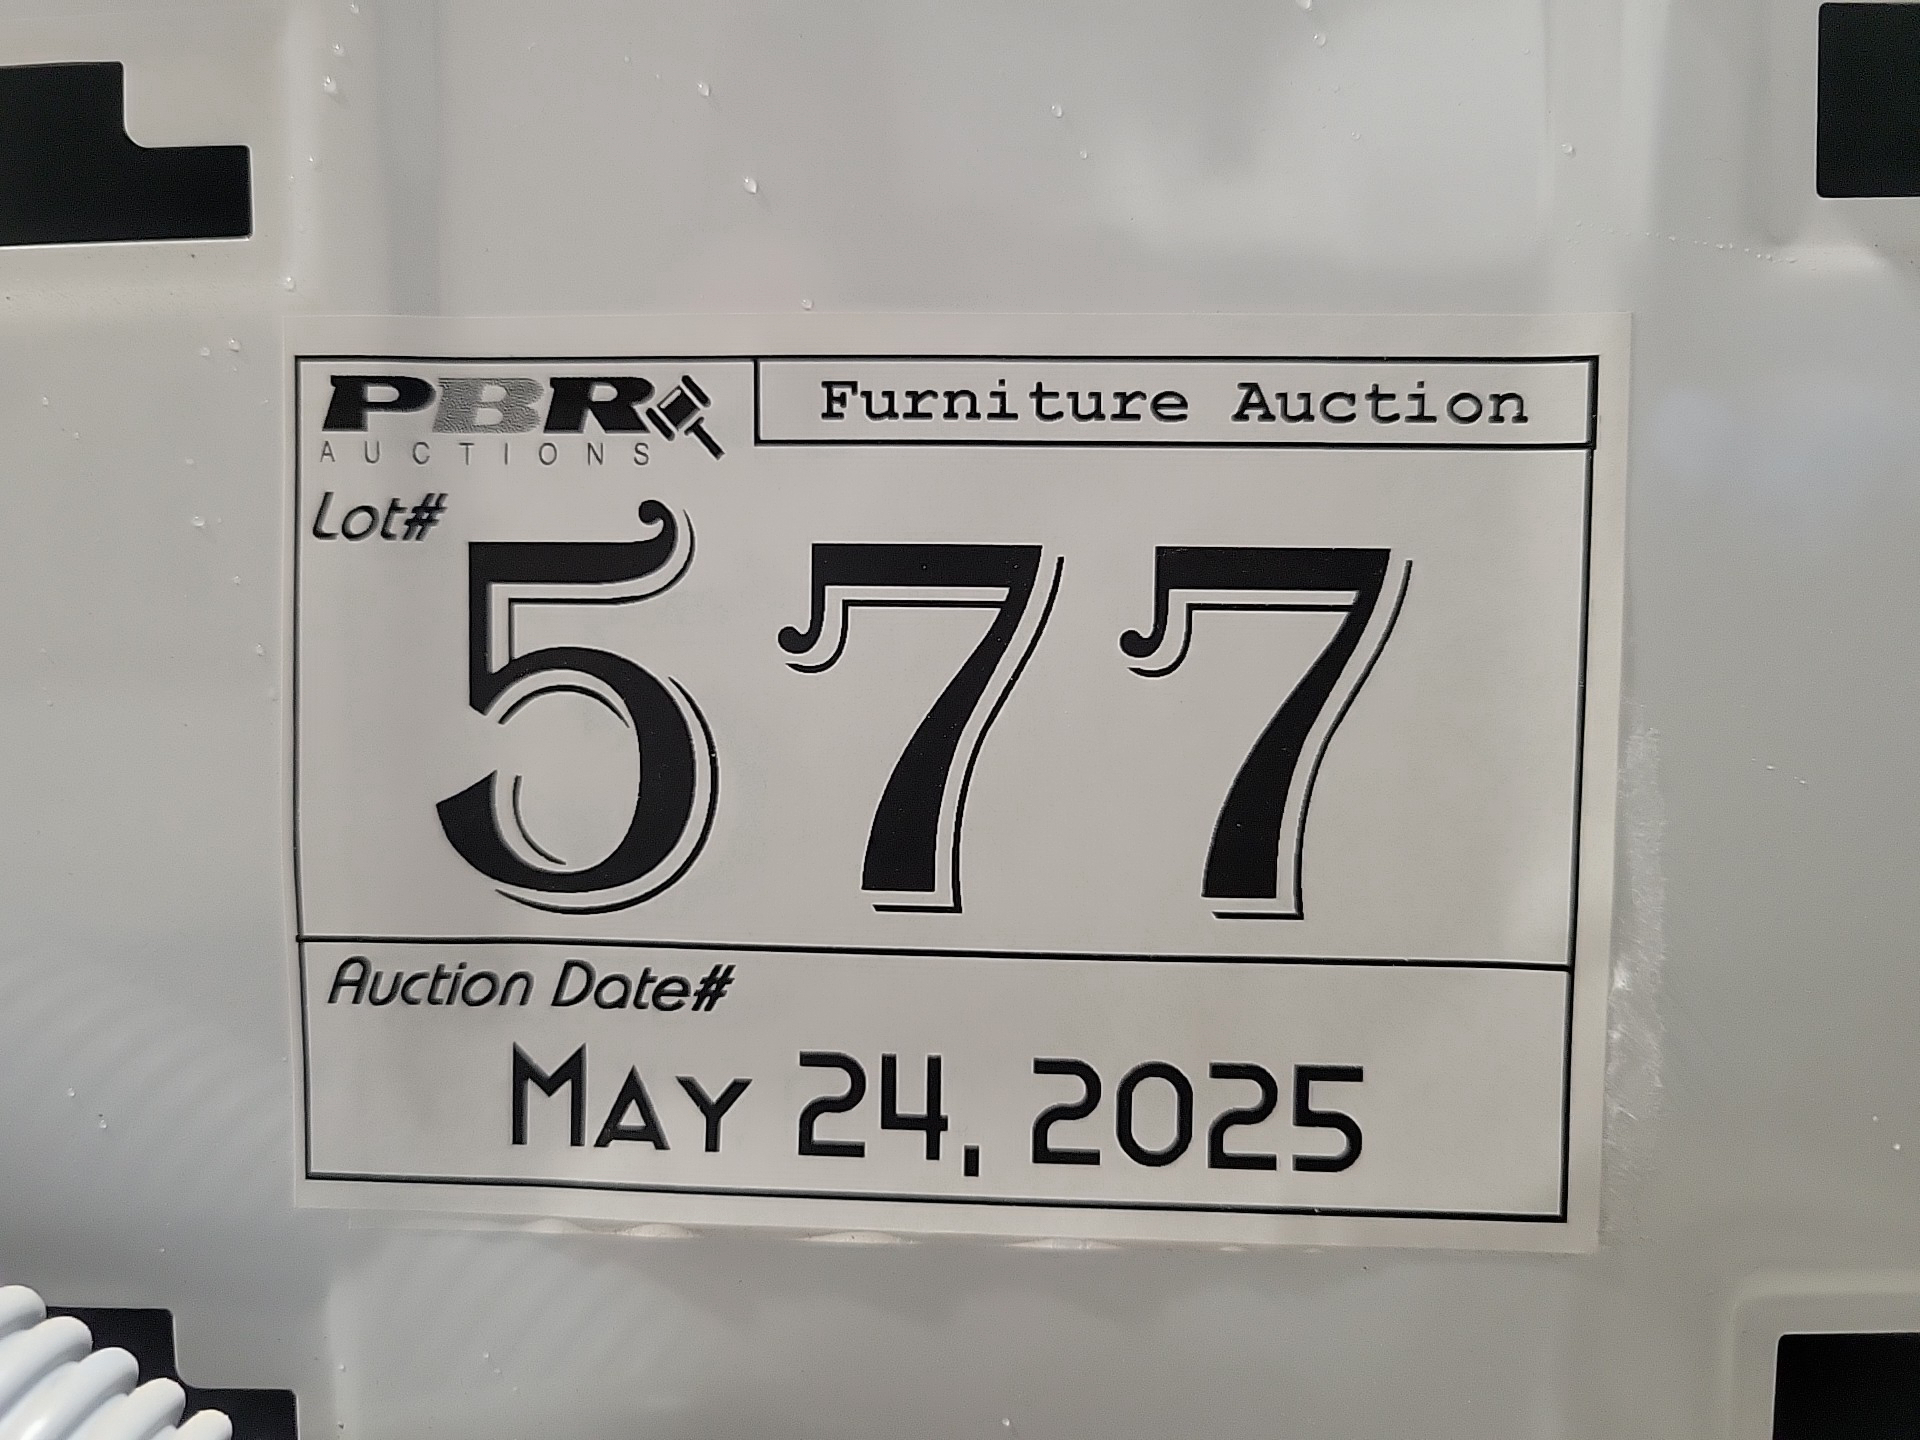 PBR
AUCTIONS
Furniture Auction
Lot#
577
Auction Date#
MAY 24, 2025